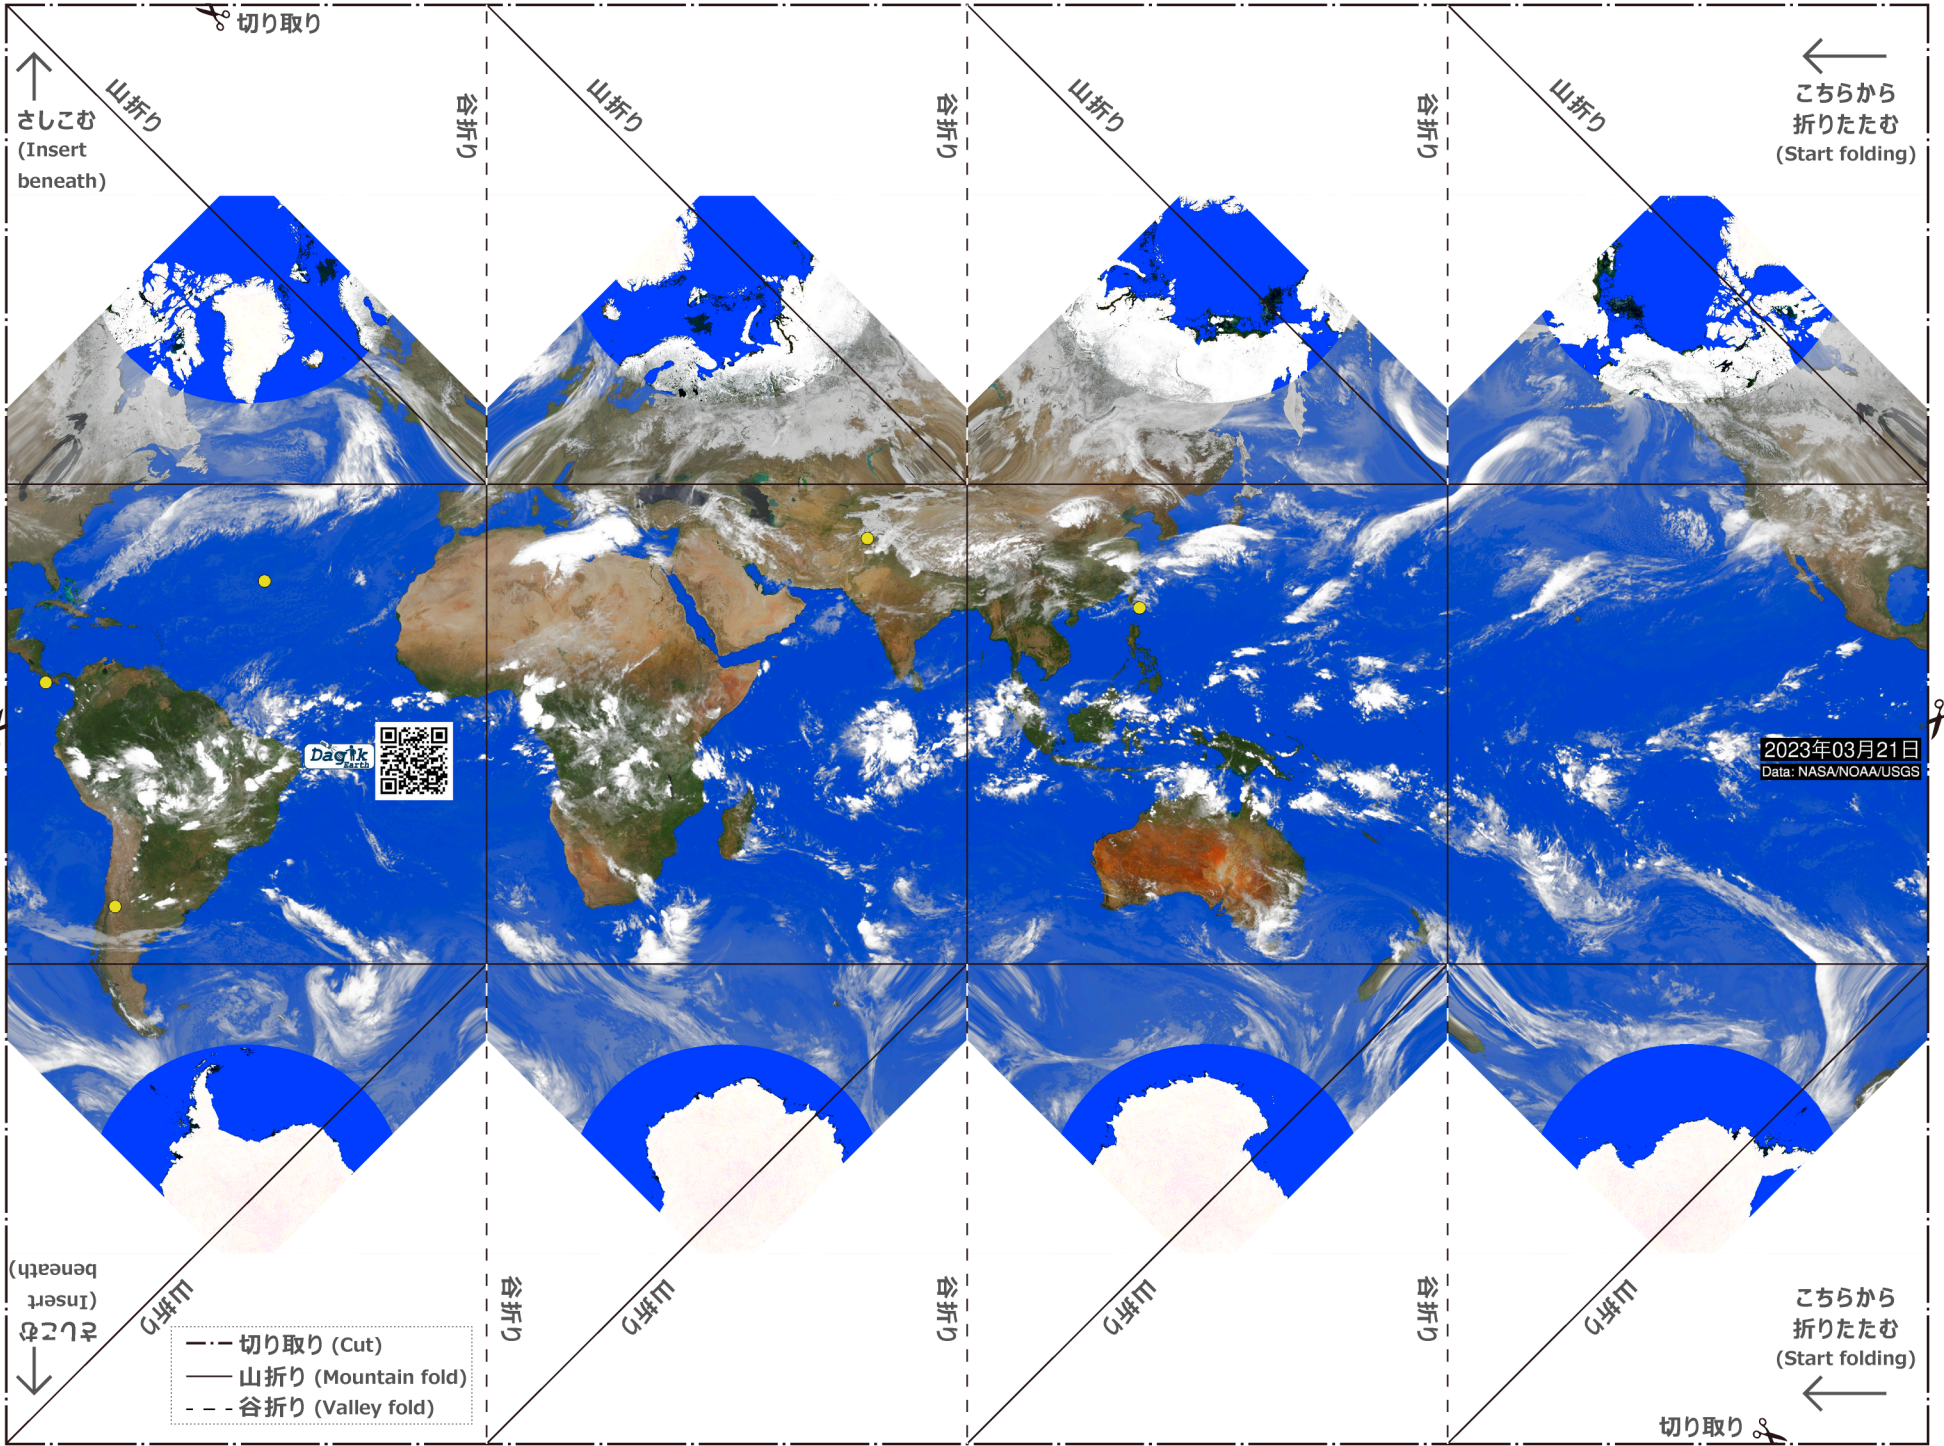 切り取り
山折り
谷折り
山折り
谷折り
山折り
谷折り
山折り
さしこむ
(Insert
beneath)
こちらから
折りたたむ
(Start folding)
Dagik
Earth
2023年03月21日
Data: NASA/NOAA/USGS
さしこむ
(Insert
beneath)
山折り
谷折り
山折り
谷折り
山折り
谷折り
山折り
こちらから
折りたたむ
(Start folding)
切り取り (Cut)
山折り (Mountain fold)
谷折り (Valley fold)
切り取り